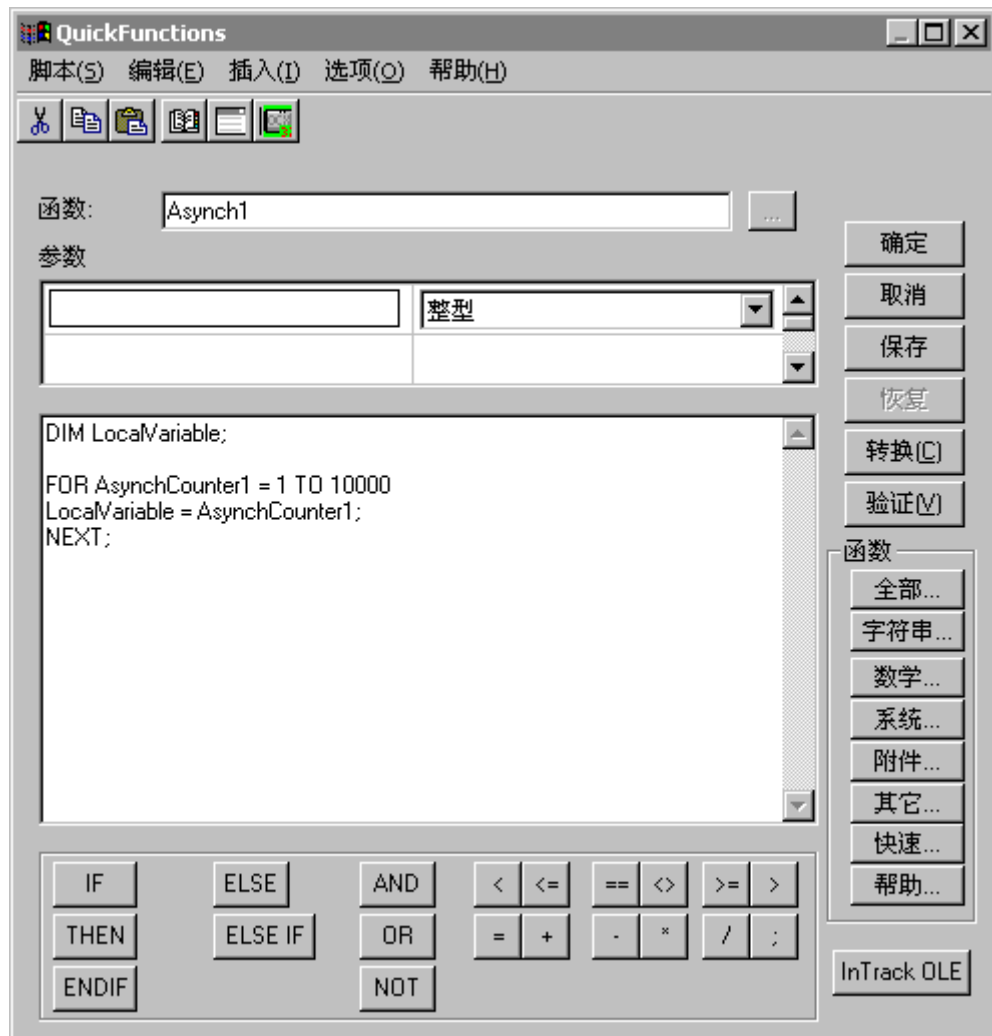 QuickFunctions
脚本(S) 编辑(E) 插入(I) 选项(O) 帮助(H)
函数: Asynch1 ...
参数
整型
确定
取消
保存
恢复
转换(C)
验证(V)
DIM LocalVariable;
FOR AsynchCounter1 = 1 TO 10000
LocalVariable = AsynchCounter1;
NEXT;
函数
全部...
字符串...
数学...
系统...
附件...
其它...
快速...
帮助...
IF ELSE AND < <= == <> >= >
THEN ELSE IF OR = + - * / ;
ENDIF NOT
InTrack OLE